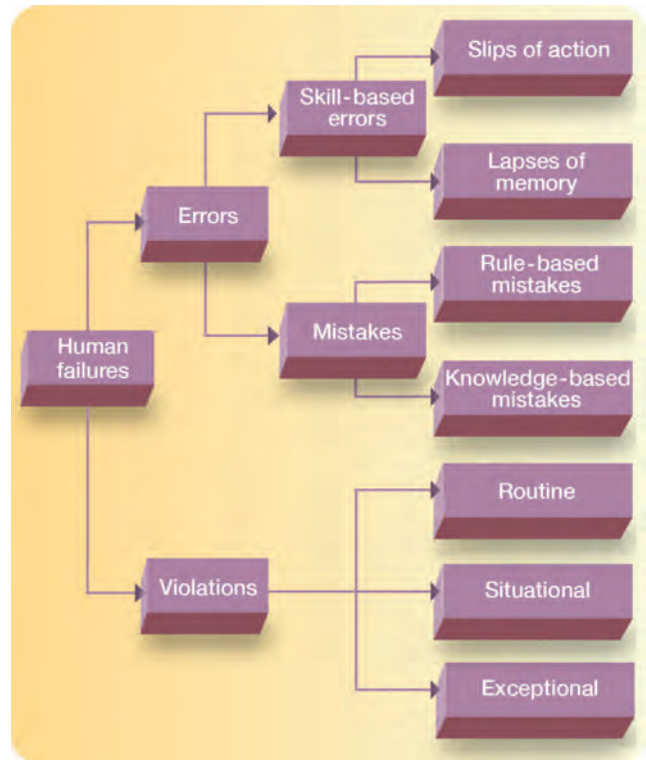 Slips of action
Skill-based
errors
Lapses of
memory
Errors
Rule-based
mistakes
Mistakes
Human
failures
Knowledge-based
mistakes
Routine
Violations
Situational
Exceptional